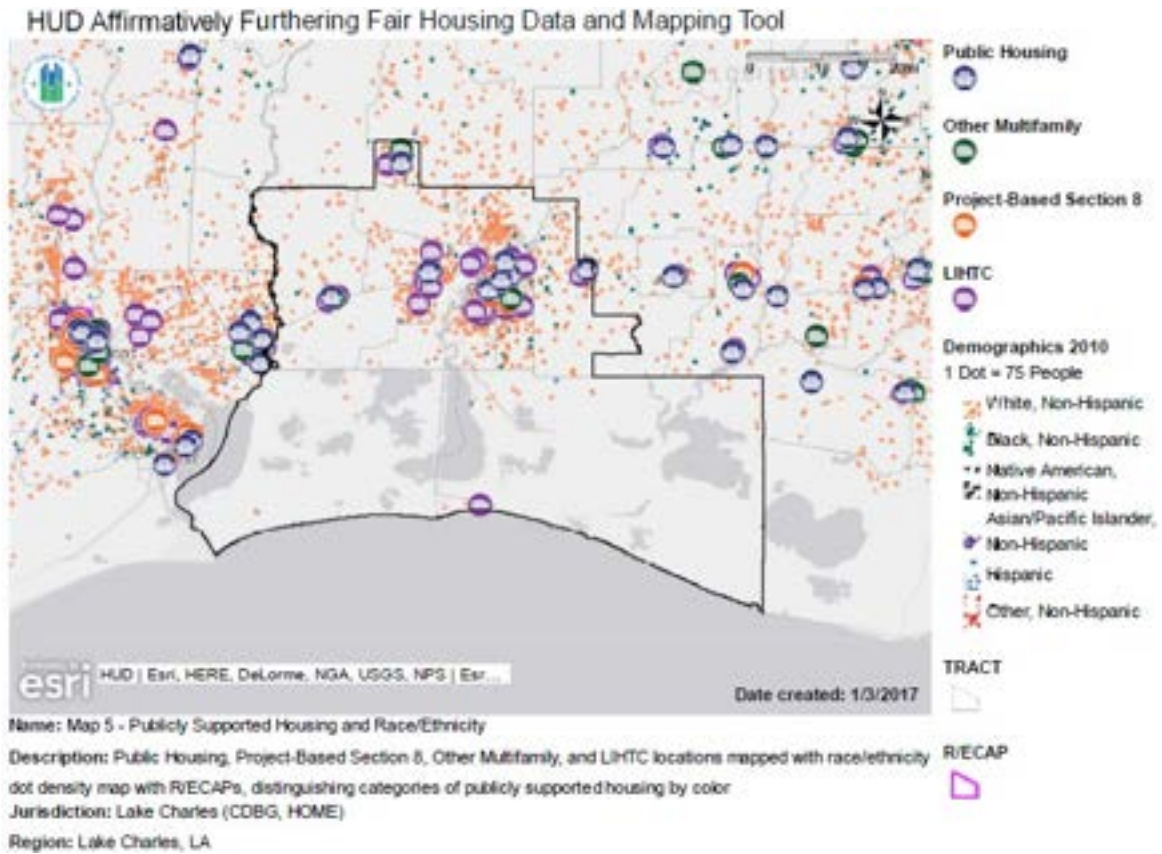 HUD Affirmatively Furthering Fair Housing Data and Mapping Tool
Public Housing
Other Multifamily
Project-Based Section 8
LIHTC
Demographics 2010
1 Dot = 75 People
White, Non-Hispanic
Black, Non-Hispanic
Native American,
Non-Hispanic
Asian/Pacific Islander,
Non-Hispanic
Hispanic
Other, Non-Hispanic
TRACT
R/ECAP
esri
HUD | Esri, HERE, DeLorme, NGA, USGS, NPS | Esr...
Date created: 1/3/2017
Name: Map 5 - Publicly Supported Housing and Race/Ethnicity
Description: Public Housing, Project-Based Section 8, Other Multifamily, and LIHTC locations mapped with race/ethnicity
dot density map with R/ECAPs, distinguishing categories of publicly supported housing by color
Jurisdiction: Lake Charles (CDBG, HOME)
Region: Lake Charles, LA